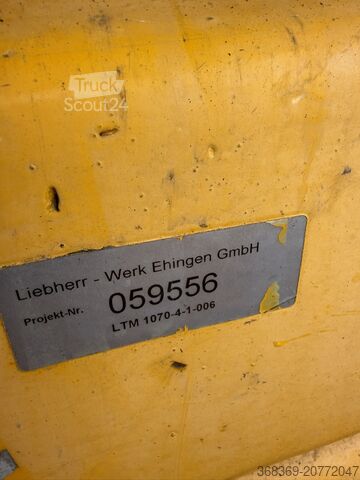 Truck
Scout24
Liebherr - Werk Ehingen GmbH
Projekt-Nr. 059556
LTM 1070-4-1-006
368369-20772047